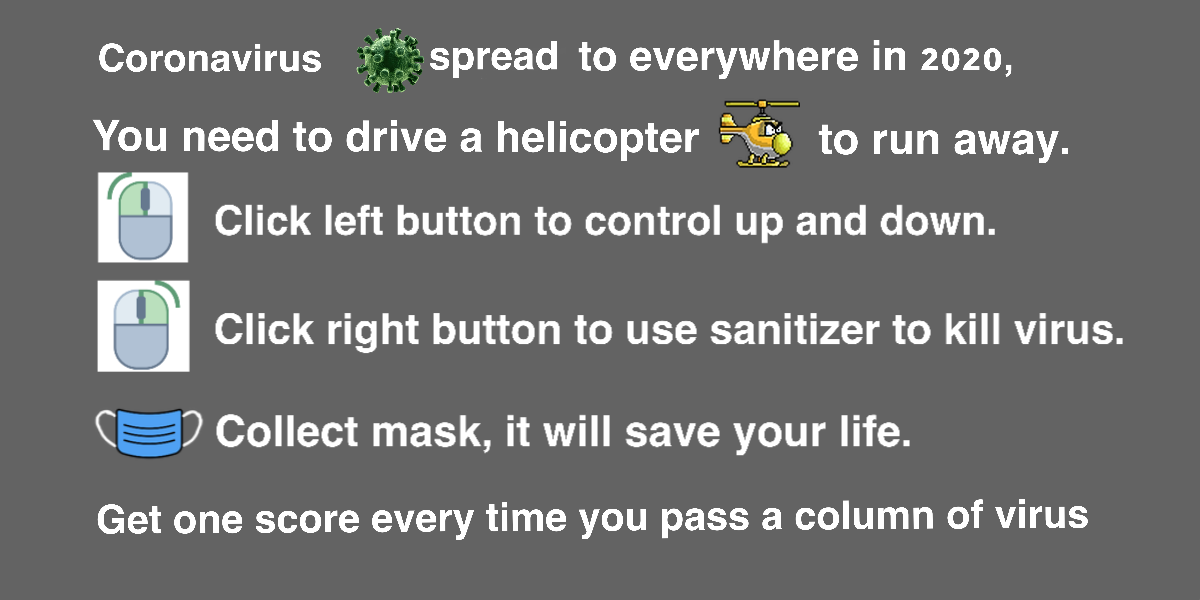 Coronavirus spread to everywhere in 2020,
You need to drive a helicopter to run away.
Click left button to control up and down.
Click right button to use sanitizer to kill virus.
Collect mask, it will save your life.
Get one score every time you pass a column of virus